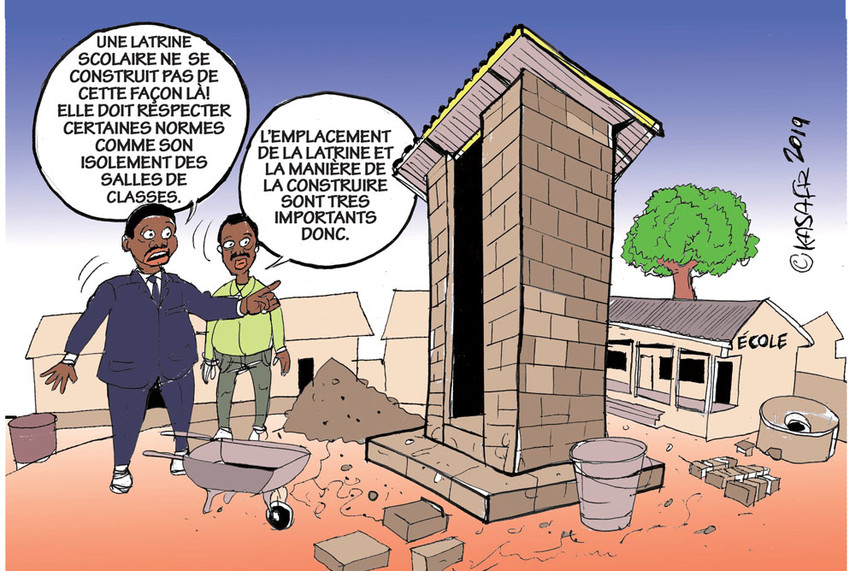 UNE LATRINE
SCOLAIRE NE SE
CONSTRUIT PAS DE
CETTE FAÇON LÀ!
ELLE DOIT RÉSPECTER
CERTAINES NORMES
COMME SON
ISOLEMENT DES
SALLES DE
CLASSES.
L'EMPLACEMENT
DE LA LATRINE ET
LA MANIÈRE DE
LA CONSTRUIRE
SONT TRES
IMPORTANTS
DONC.
ÉCOLE
© KASAFR 2019